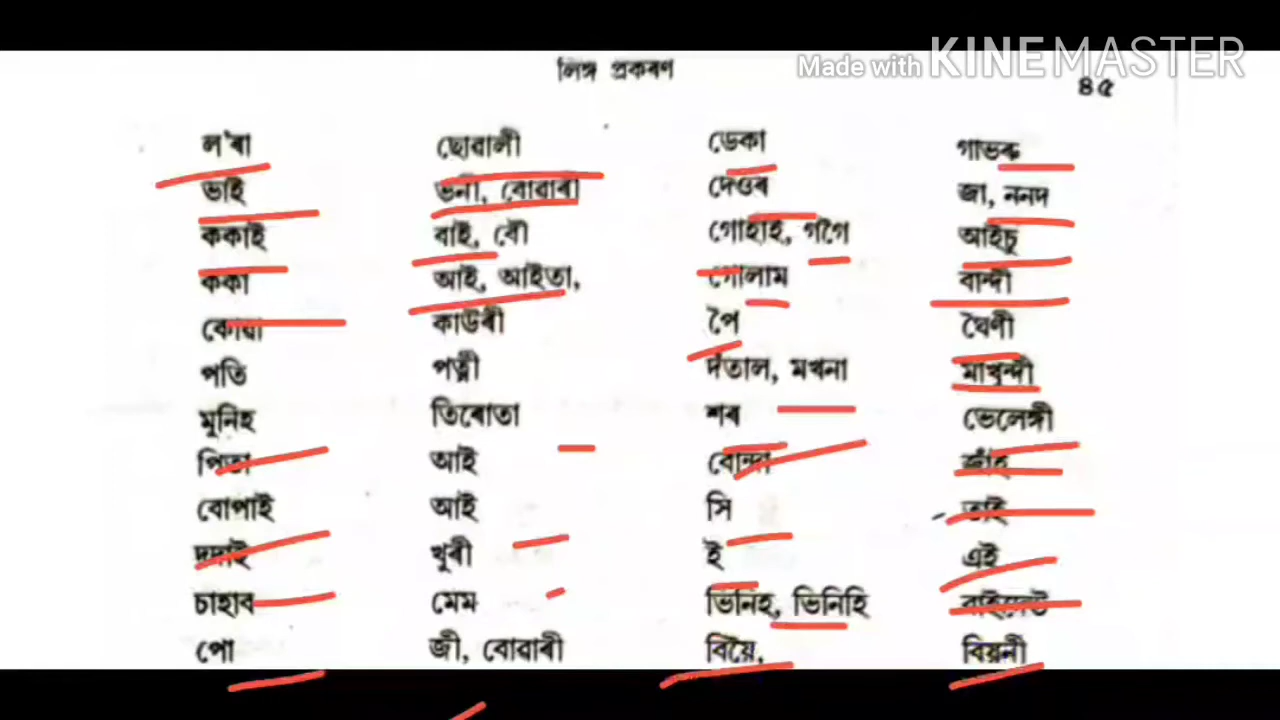 Made with KINEMASTER
লিঙ্গ প্ৰকৰণ
৪৫
ল'ৰা ছোৱালী ডেকা গাভৰু
ভাই ভনী, বোৱাৰী দেওৰ জা, ননদ
ককাই বাই, বৌ গোহাই, গগৈ আইচু
ককা আই, আইতা, গোলাম বান্দী
কোৱা কাউৰী পৈ ঘৈণী
পতি পত্নী দঁতাল, মখনা মাখুন্দী
মুনিহ তিৰোতা শৰ ভেলেঙ্গী
পিতা আই বোন্দা
বোপাই আই সি তাই
দদাই খুৰী ই এই
চাহাব মেম ভিনিহ, ভিনিহি
পো জী, বোৱাৰী বিয়ৈ, বিয়নী